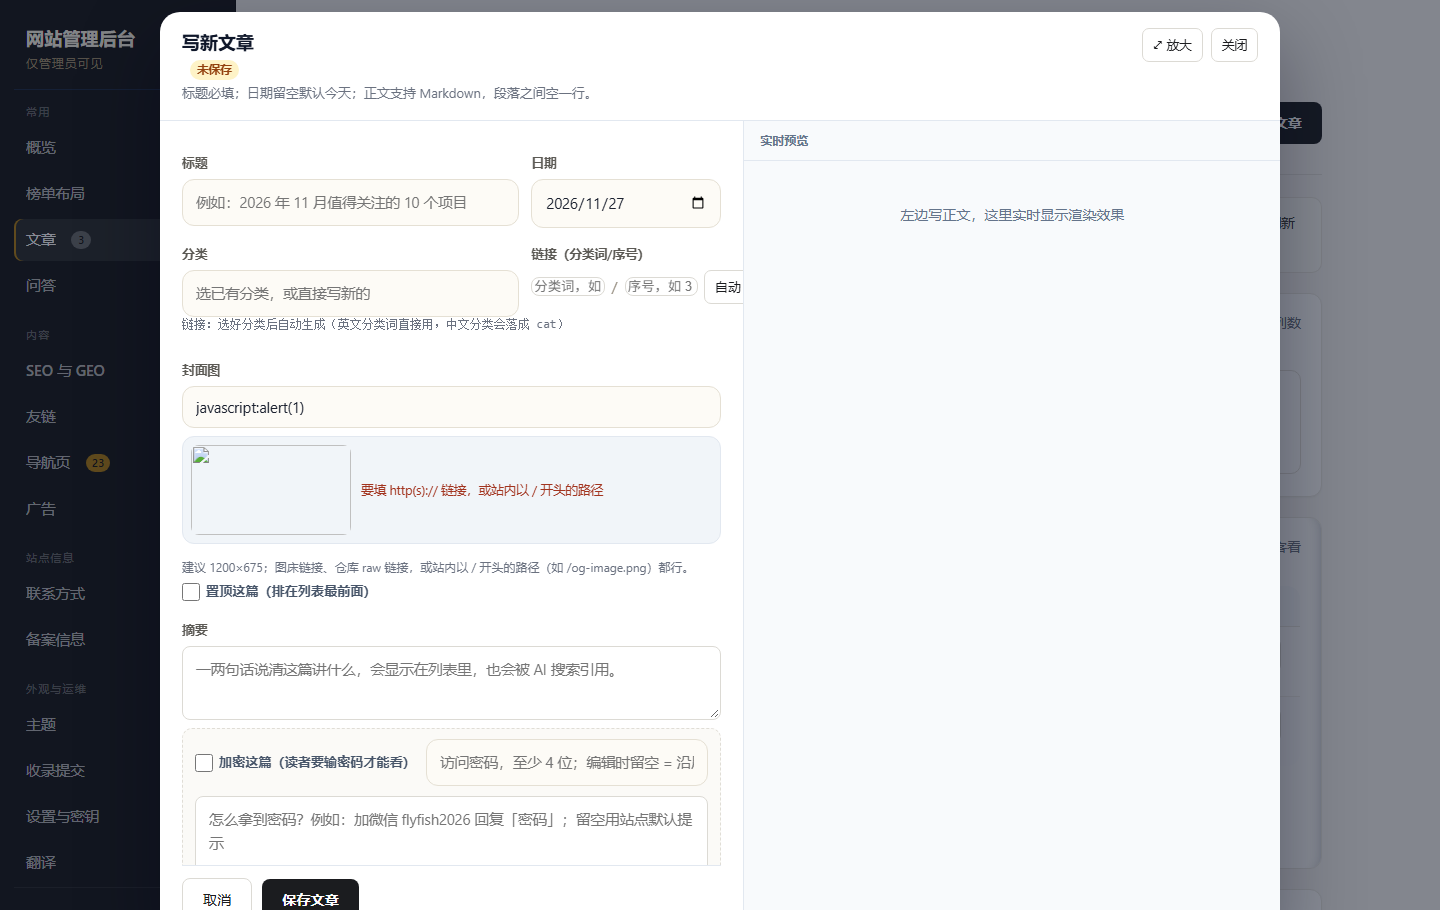 网站管理后台
仅管理员可见
常用
概览
榜单布局
文章 3
问答
内容
SEO 与 GEO
友链
导航页 23
广告
站点信息
联系方式
备案信息
外观与运维
主题
收录提交
设置与密钥
翻译
写新文章
未保存
标题必填；日期留空默认今天；正文支持 Markdown，段落之间空一行。
⤢ 放大
关闭
标题
例如：2026 年 11 月值得关注的 10 个项目
日期
2026/11/27
分类
选已有分类，或直接写新的
链接（分类词/序号）
分类词，如 / 序号，如 3 自动
链接：选好分类后自动生成（英文分类词直接用，中文分类会落成 cat）
封面图
javascript:alert(1)
要填 http(s):// 链接，或站内以 / 开头的路径
建议 1200×675；图床链接、仓库 raw 链接，或站内以 / 开头的路径（如 /og-image.png）都行。
置顶这篇（排在列表最前面）
摘要
一两句话说清这篇讲什么，会显示在列表里，也会被 AI 搜索引用。
加密这篇（读者要输密码才能看）
访问密码，至少 4 位；编辑时留空 = 沿
怎么拿到密码？例如：加微信 flyfish2026 回复「密码」；留空用站点默认提
示
取消
保存文章
实时预览
左边写正文，这里实时显示渲染效果
文章
新
列数
客看